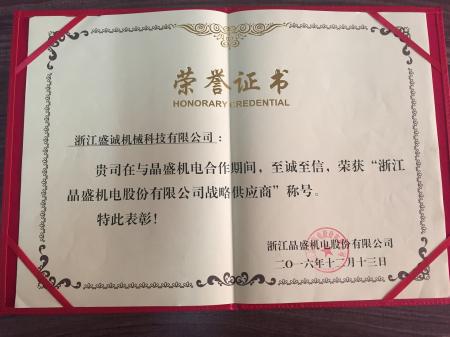 荣誉证书
HONORARY CREDENTIAL
浙江盛诚机械科技有限公司：
贵司在与晶盛机电合作期间，至诚至信，荣获“浙江
晶盛机电股份有限公司战略供应商”称号。
特此表彰！
浙江晶盛机电股份有限公司
二〇一六年十二月十三日